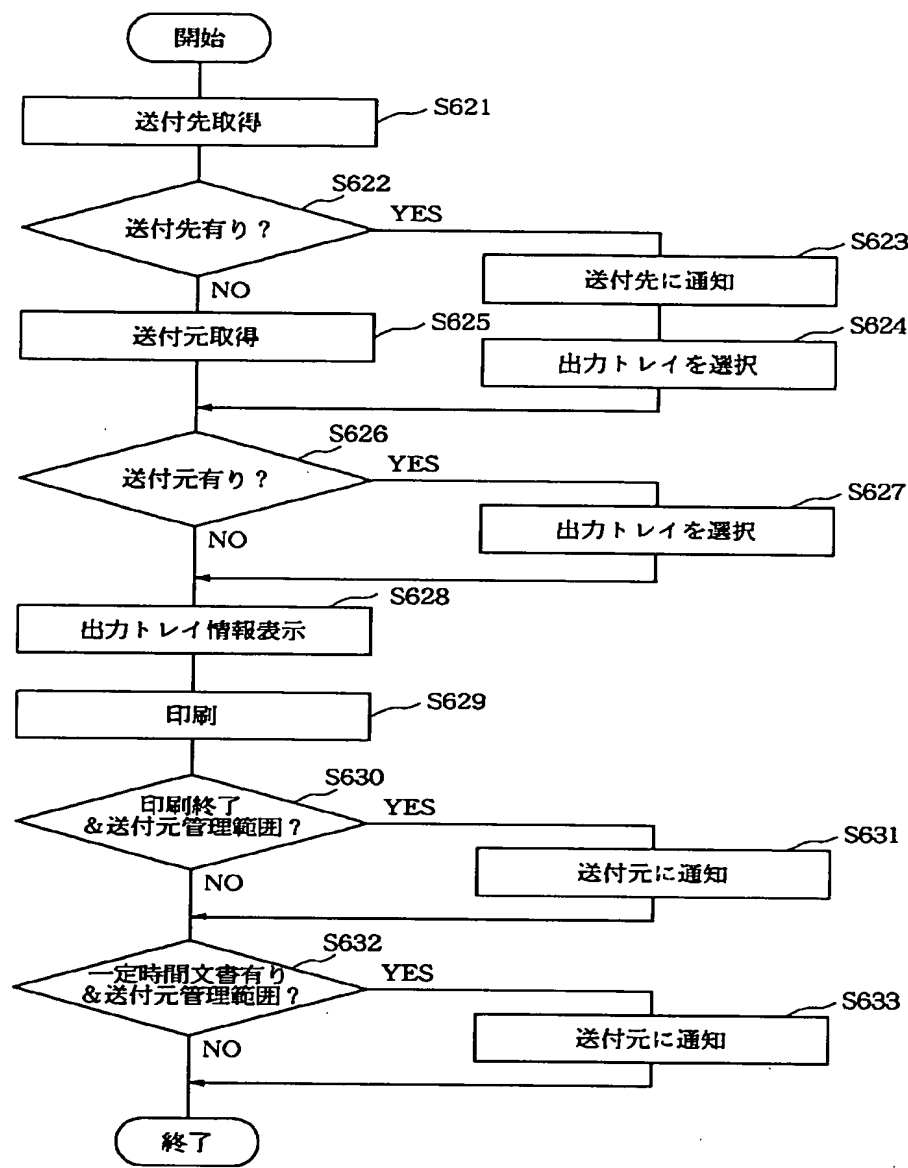 開始
送付先取得
S621
送付先有り?
S622
YES
NO
送付先に通知
S623
出力トレイを選択
S624
送付元取得
S625
送付元有り?
S626
YES
NO
出力トレイを選択
S627
出力トレイ情報表示
S628
印刷
S629
印刷終了
&送付元管理範囲?
S630
YES
NO
送付元に通知
S631
一定時間文書有り
&送付元管理範囲?
S632
YES
NO
送付元に通知
S633
終了